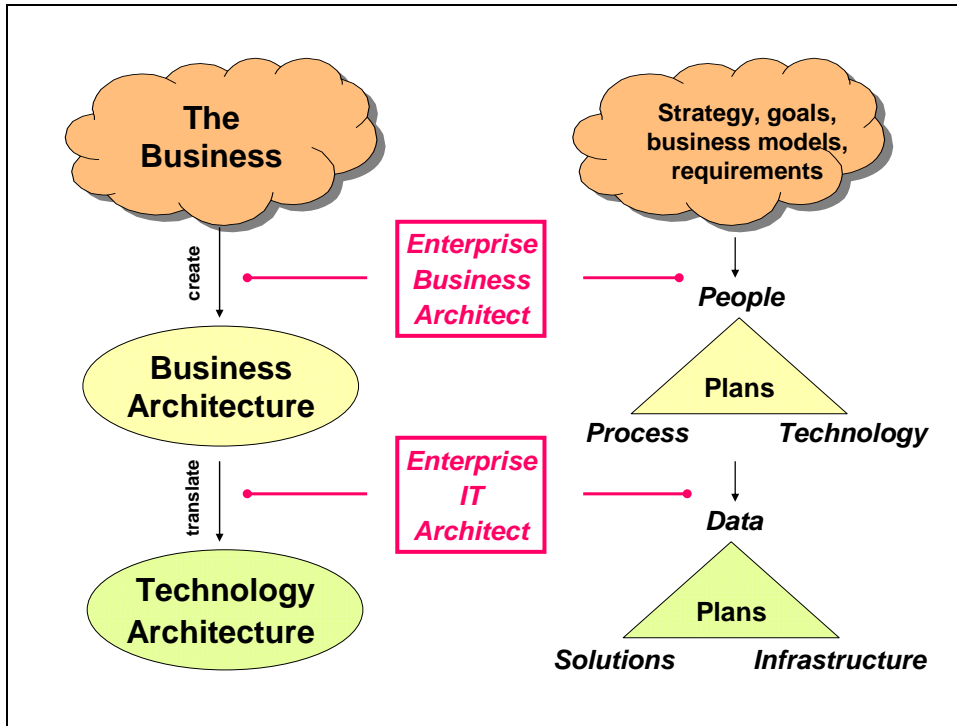 The
Business
Strategy, goals,
business models,
requirements
create
Enterprise
Business
Architect
People
Business
Architecture
Plans
Process
Technology
translate
Enterprise
IT
Architect
Data
Technology
Architecture
Plans
Solutions
Infrastructure